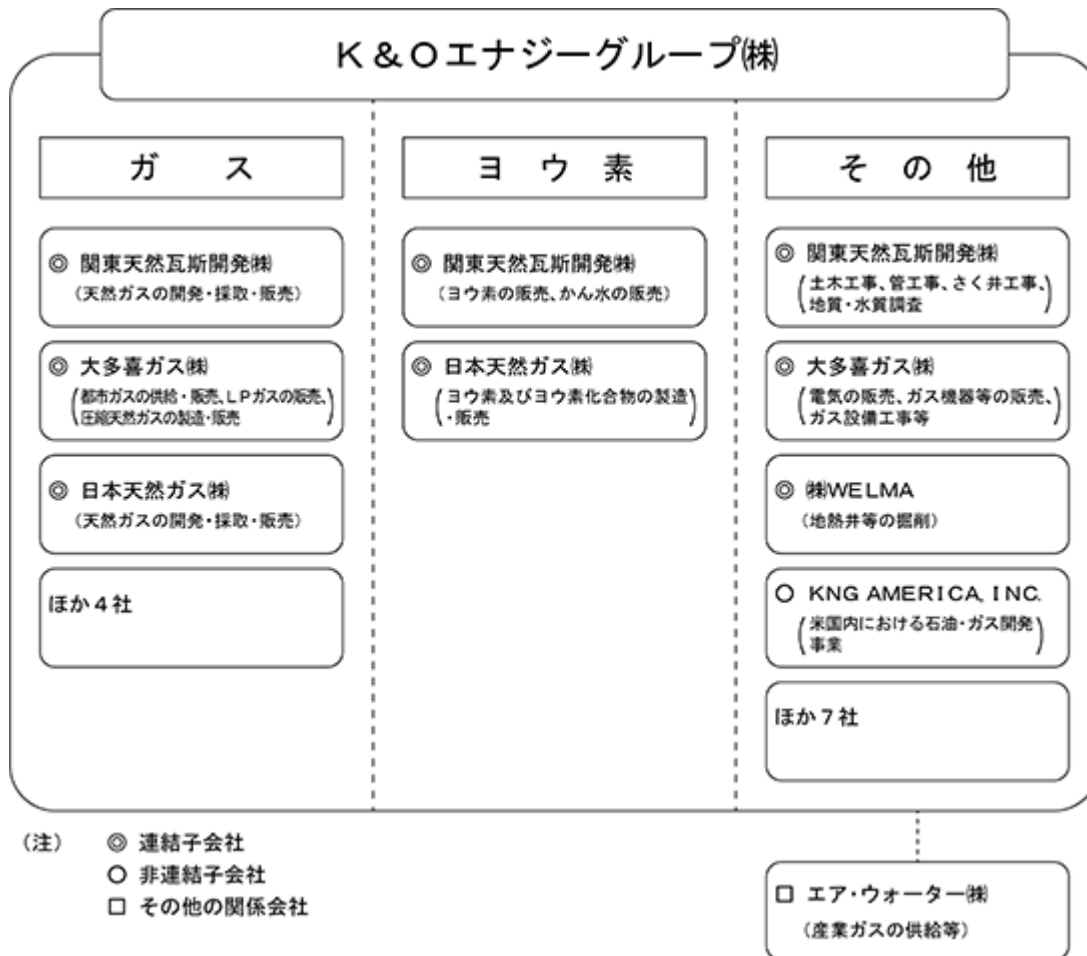 K&Oエナジーグループ㈱
ガス
ヨウ素
その他
◎ 関東天然瓦斯開発㈱
(天然ガスの開発・採取・販売)
◎ 大多喜ガス㈱
(都市ガスの供給・販売、LPガスの販売、
圧縮天然ガスの製造・販売)
◎ 日本天然ガス㈱
(天然ガスの開発・採取・販売)
ほか4社
◎ 関東天然瓦斯開発㈱
(ヨウ素の販売、かん水の販売)
◎ 日本天然ガス㈱
(ヨウ素及びヨウ素化合物の製造
・販売)
◎ 関東天然瓦斯開発㈱
(土木工事、管工事、さく井工事、
地質・水質調査)
◎ 大多喜ガス㈱
(電気の販売、ガス機器等の販売、
ガス設備工事等)
◎ ㈱WELMA
(地熱井等の掘削)
○ KNG AMERICA, INC.
(米国内における石油・ガス開発
事業)
ほか7社
(注) ◎ 連結子会社
○ 非連結子会社
□ その他の関係会社
□ エア・ウォーター㈱
(産業ガスの供給等)